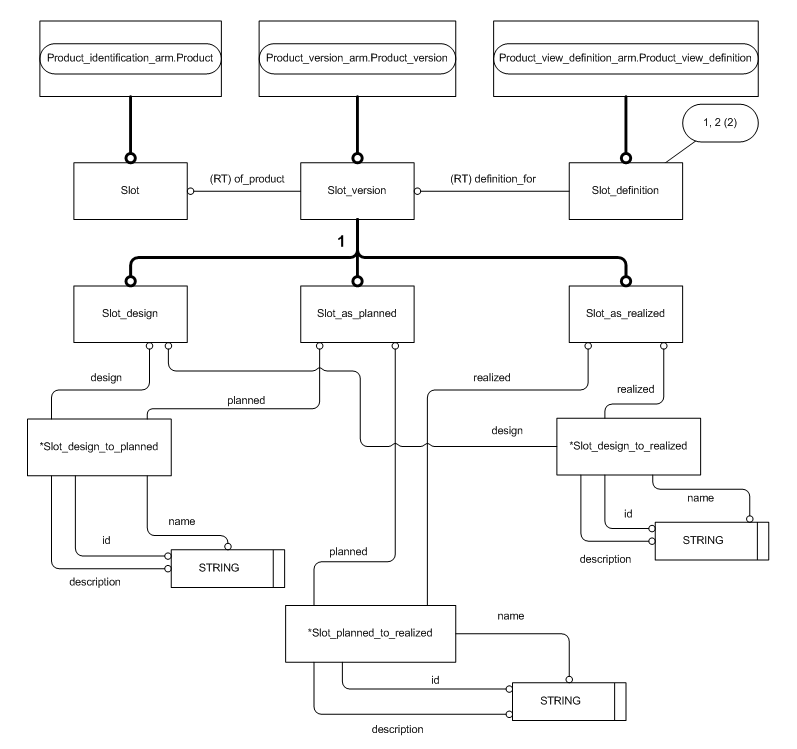 Product_identification_arm.Product
Product_version_arm.Product_version
Product_view_definition_arm.Product_view_definition
1, 2 (2)
Slot
(RT) of_product
Slot_version
(RT) definition_for
Slot_definition
1
Slot_design
Slot_as_planned
Slot_as_realized
design
planned
realized
realized
*Slot_design_to_planned
design
*Slot_design_to_realized
name
id
description
STRING
name
id
description
STRING
planned
*Slot_planned_to_realized
name
id
description
STRING